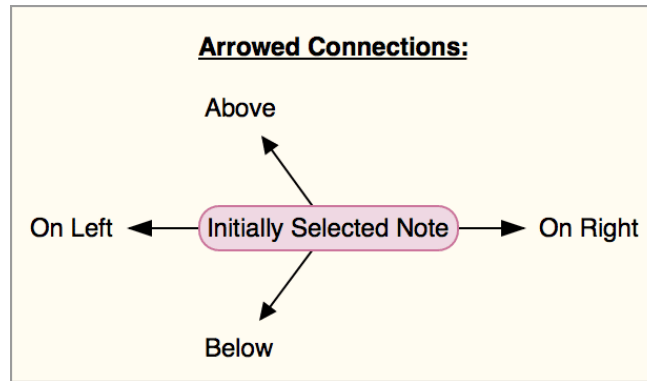 Arrowed Connections:
Above
On Left
Initially Selected Note
On Right
Below